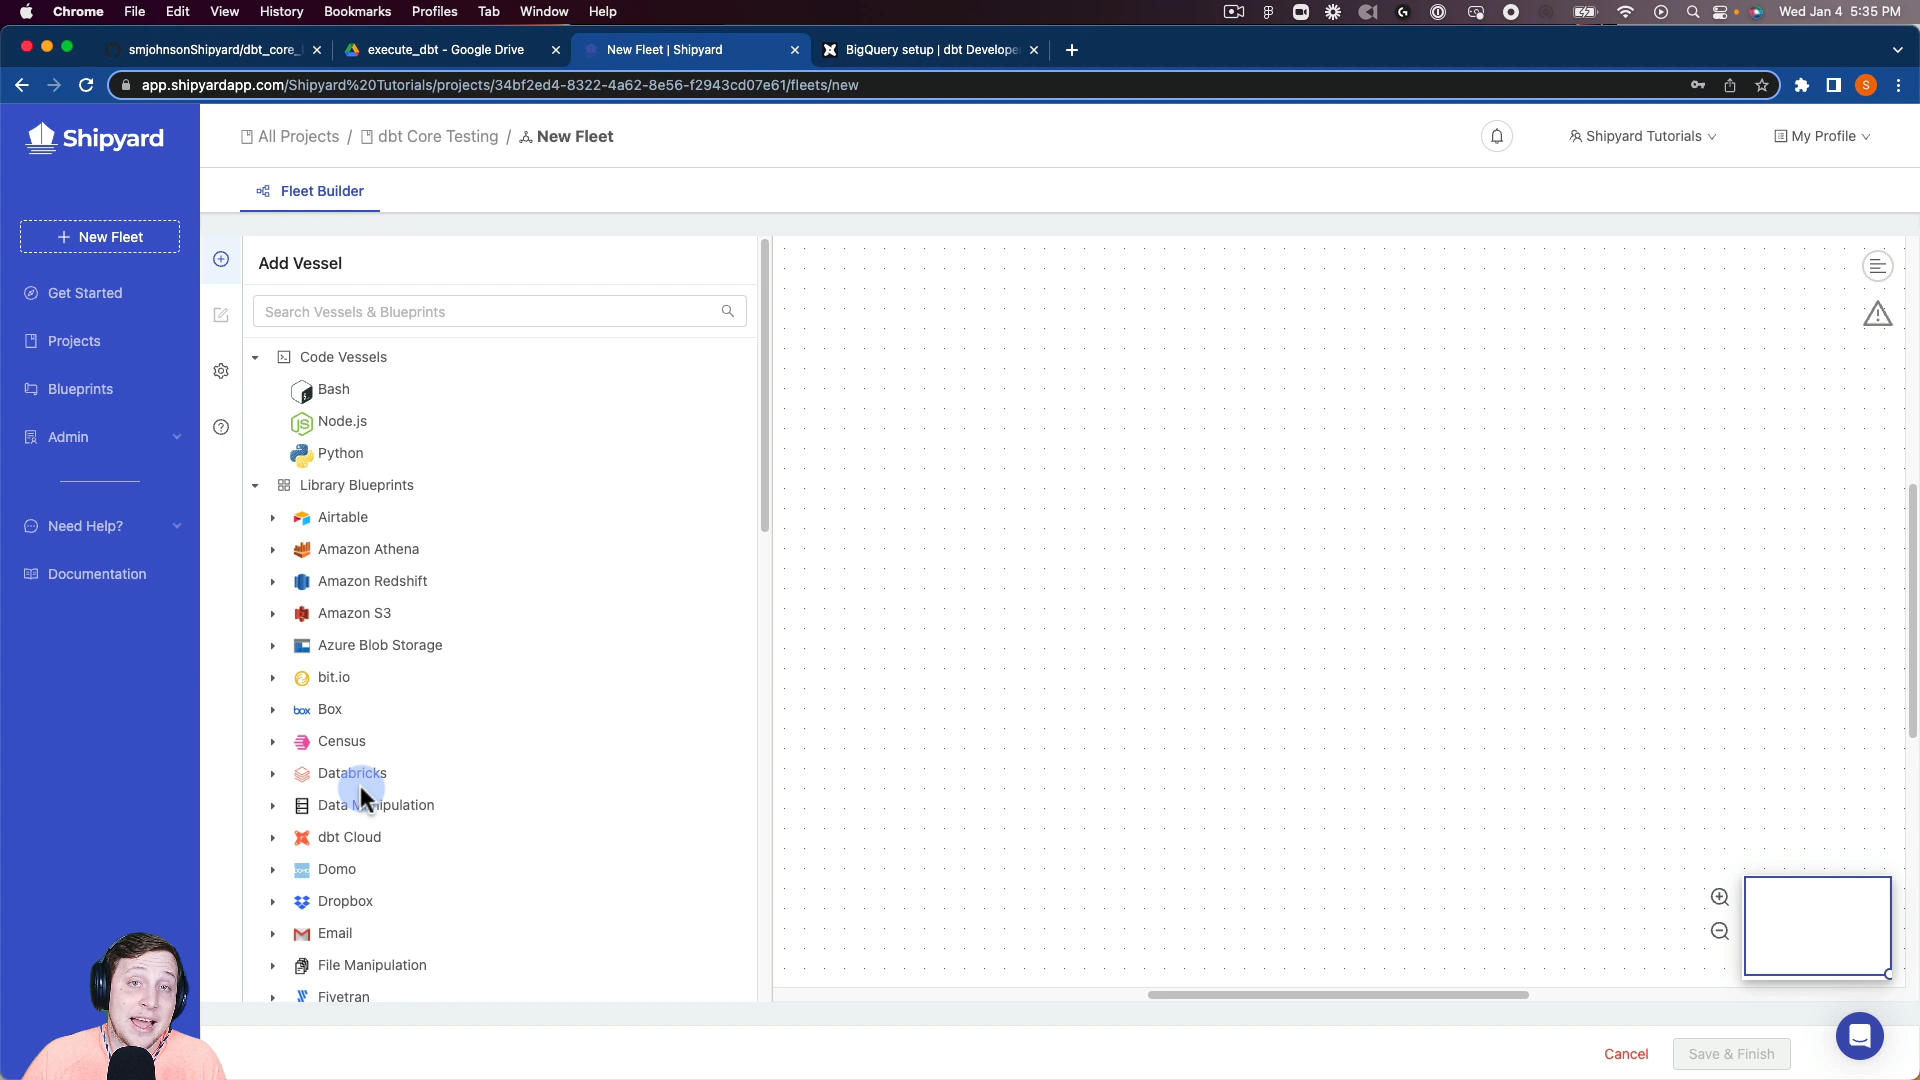 Chrome File Edit View History Bookmarks Profiles Tab Window Help
Wed Jan 4 5:35 PM
smjohnsonShipyard/dbt_core_
execute_dbt - Google Drive
New Fleet | Shipyard
BigQuery setup | dbt Develope
app.shipyardapp.com/Shipyard%20Tutorials/projects/34bf2ed4-8322-4a62-8e56-f2943cd07e61/fleets/new
S
Shipyard
All Projects / dbt Core Testing / New Fleet
Shipyard Tutorials
My Profile
Fleet Builder
+ New Fleet
Get Started
Projects
Blueprints
Admin
Need Help?
Documentation
Add Vessel
Search Vessels & Blueprints
Code Vessels
Bash
Node.js
Python
Library Blueprints
Airtable
Amazon Athena
Amazon Redshift
Amazon S3
Azure Blob Storage
bit.io
box Box
Census
Databricks
Data Manipulation
dbt Cloud
Domo
Dropbox
Email
File Manipulation
Fivetran
Cancel
Save & Finish